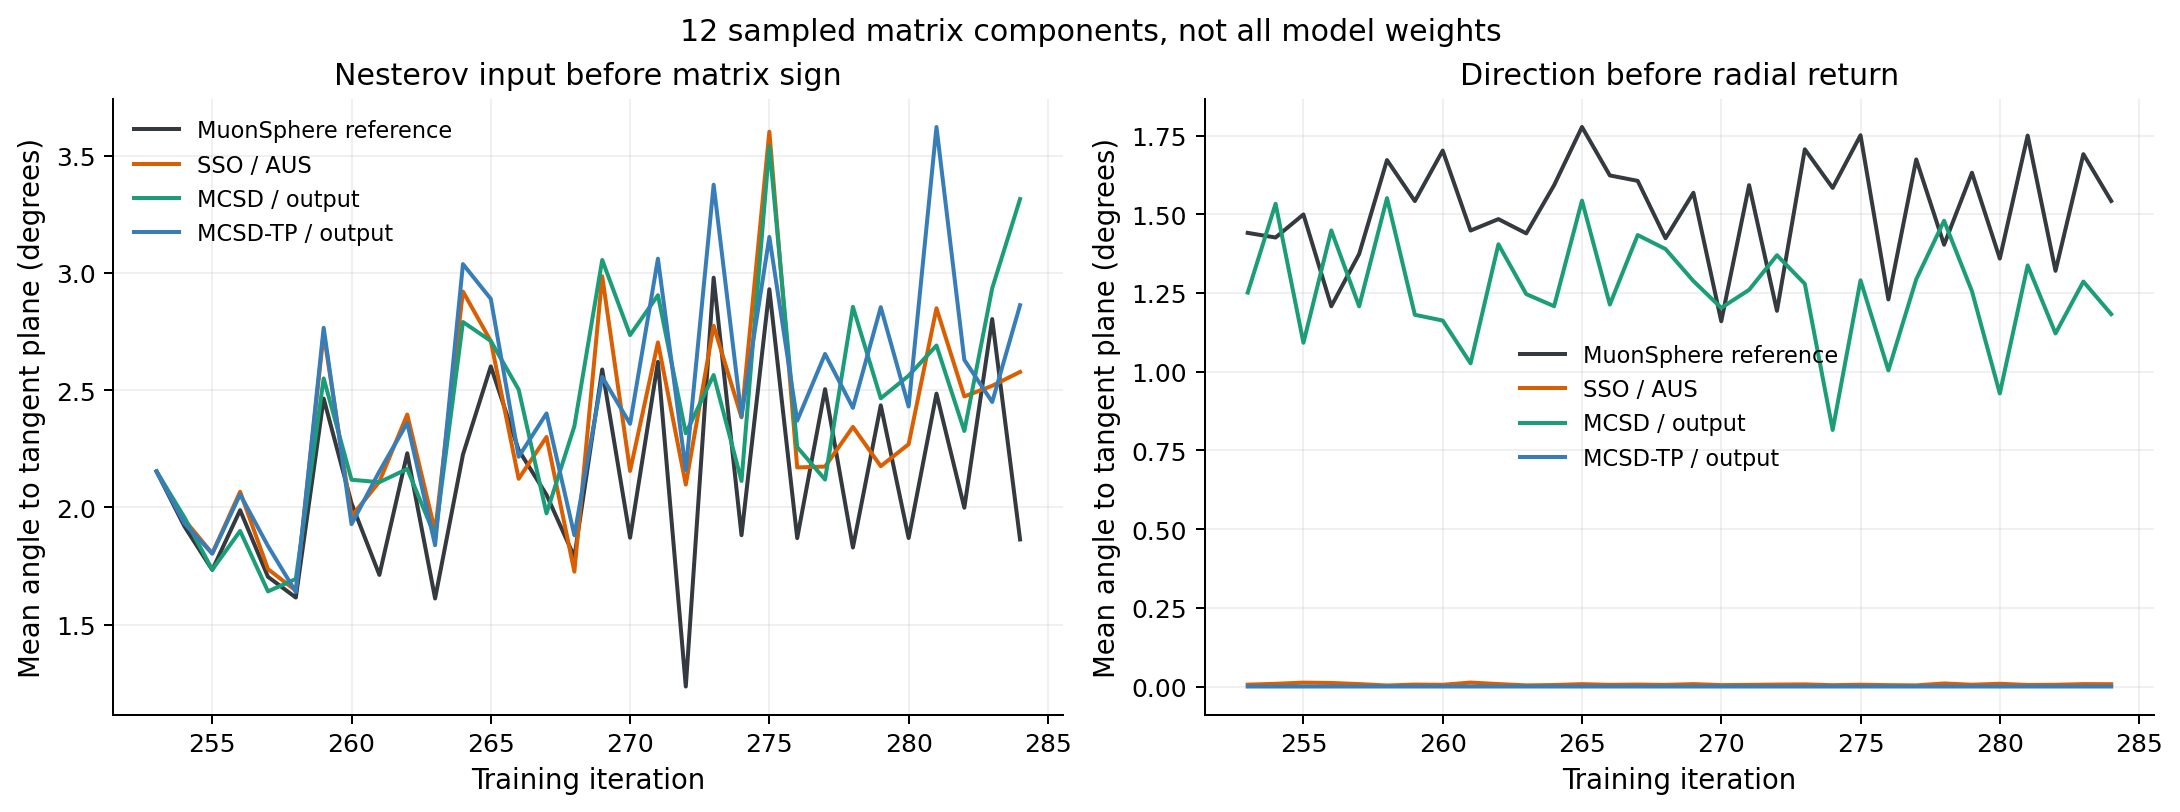 12 sampled matrix components, not all model weights
Nesterov input before matrix sign
Mean angle to tangent plane (degrees)
3.5
3.0
2.5
2.0
1.5
MuonSphere reference
SSO / AUS
MCSD / output
MCSD-TP / output
255
260
265
270
275
280
285
Training iteration
Direction before radial return
Mean angle to tangent plane (degrees)
1.75
1.50
1.25
1.00
0.75
0.50
0.25
0.00
MuonSphere reference
SSO / AUS
MCSD / output
MCSD-TP / output
255
260
265
270
275
280
285
Training iteration